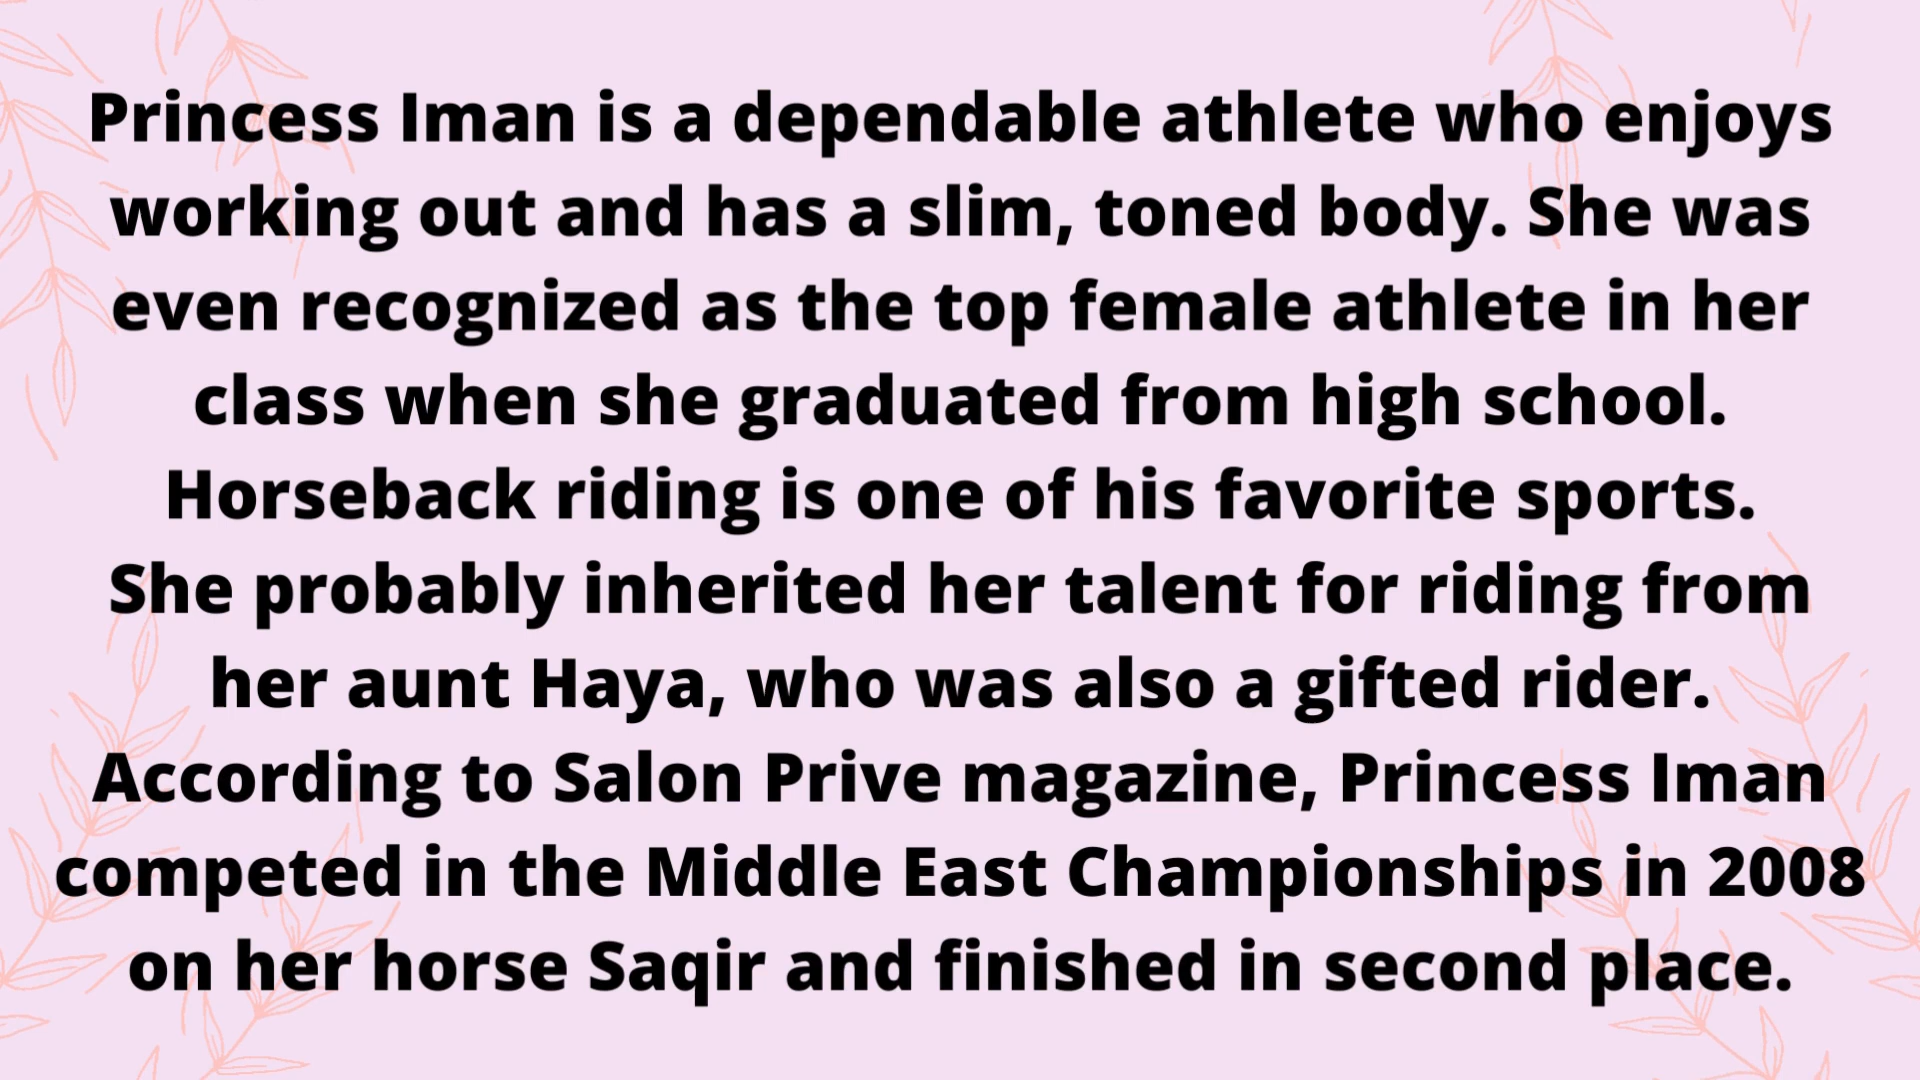 Princess Iman is a dependable athlete who enjoys
working out and has a slim, toned body. She was
even recognized as the top female athlete in her
class when she graduated from high school.
Horseback riding is one of his favorite sports.
She probably inherited her talent for riding from
her aunt Haya, who was also a gifted rider.
According to Salon Prive magazine, Princess Iman
competed in the Middle East Championships in 2008
on her horse Saqir and finished in second place.